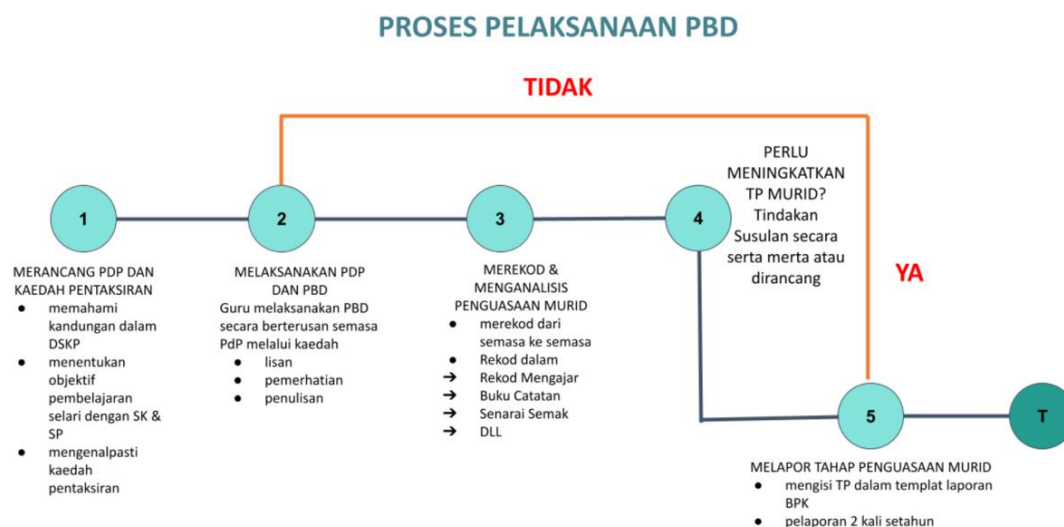 PROSES PELAKSANAAN PBD
TIDAK
1
2
3
4
PERLU
MENINGKATKAN
TP MURID?
Tindakan
Susulan secara
serta merta atau
dirancang
YA
MERANCANG PDP DAN
KAEDAH PENTAKSIRAN
● memahami
kandungan dalam
DSKP
● menentukan
objektif
pembelajaran
selari dengan SK &
SP
● mengenalpasti
kaedah
pentaksiran
MELAKSANAKAN PDP
DAN PBD
Guru melaksanakan PBD
secara berterusan semasa
PdP melalui kaedah
● lisan
● pemerhatian
● penulisan
MEREKOD &
MENGANALISIS
PENGUASAAN MURID
● merekod dari
semasa ke semasa
● Rekod dalam
➔ Rekod Mengajar
➔ Buku Catatan
➔ Senarai Semak
➔ DLL
5
T
MELAPOR TAHAP PENGUASAAN MURID
● mengisi TP dalam templat laporan
BPK
● pelaporan 2 kali setahun